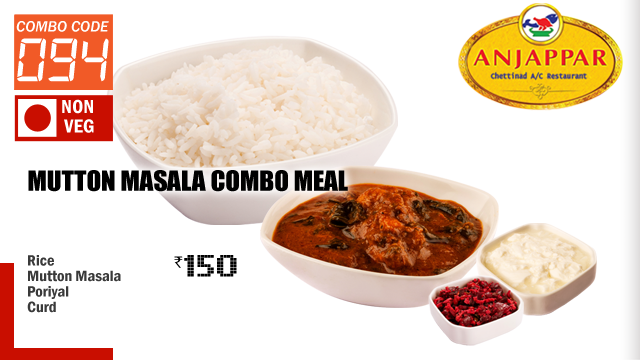 COMBO CODE
094
NON
VEG
ANJAPPAR
Chettinad A/C Restaurant
MUTTON MASALA COMBO MEAL
Rice
Mutton Masala
Poriyal
Curd
₹150